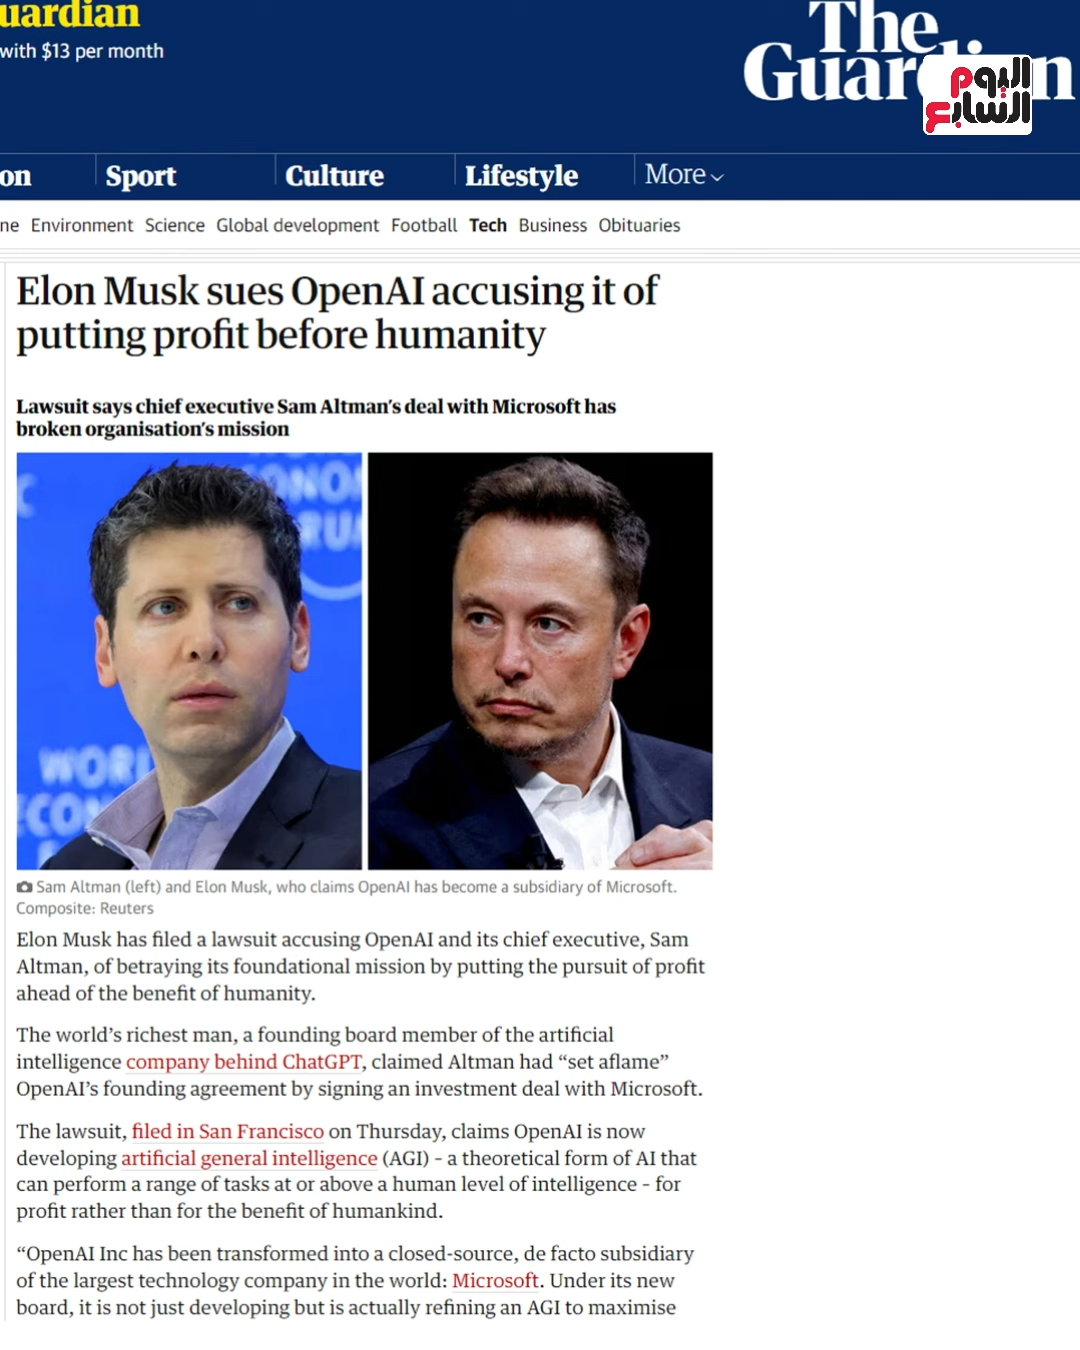 uardian
with $13 per month
The
Guar n
اليوم
السابع
on Sport Culture Lifestyle More
ne Environment Science Global development Football Tech Business Obituaries
Elon Musk sues OpenAI accusing it of
putting profit before humanity
Lawsuit says chief executive Sam Altman’s deal with Microsoft has
broken organisation’s mission
C
ONO
RU
WORL
ECON
Sam Altman (left) and Elon Musk, who claims OpenAI has become a subsidiary of Microsoft.
Composite: Reuters
Elon Musk has filed a lawsuit accusing OpenAI and its chief executive, Sam
Altman, of betraying its foundational mission by putting the pursuit of profit
ahead of the benefit of humanity.
The world’s richest man, a founding board member of the artificial
intelligence company behind ChatGPT, claimed Altman had “set aflame”
OpenAI’s founding agreement by signing an investment deal with Microsoft.
The lawsuit, filed in San Francisco on Thursday, claims OpenAI is now
developing artificial general intelligence (AGI) – a theoretical form of AI that
can perform a range of tasks at or above a human level of intelligence – for
profit rather than for the benefit of humankind.
“OpenAI Inc has been transformed into a closed-source, de facto subsidiary
of the largest technology company in the world: Microsoft. Under its new
board, it is not just developing but is actually refining an AGI to maximise